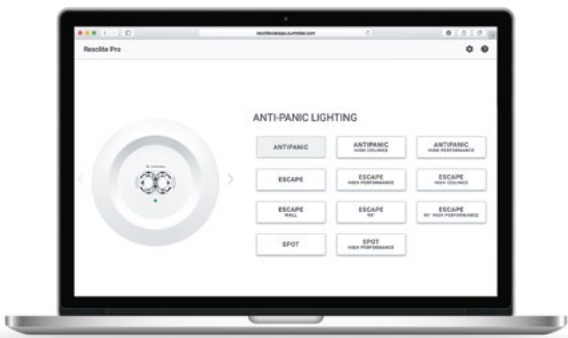 Resclite Pro
ANTI-PANIC LIGHTING
ANTIPANIC
ANTIPANIC
HIGH CEILINGS
ANTIPANIC
HIGH PERFORMANCE
ESCAPE
ESCAPE
HIGH PERFORMANCE
ESCAPE
HIGH CEILINGS
ESCAPE
WALL
ESCAPE
90°
ESCAPE
90° HIGH PERFORMANCE
SPOT
SPOT
HIGH PERFORMANCE